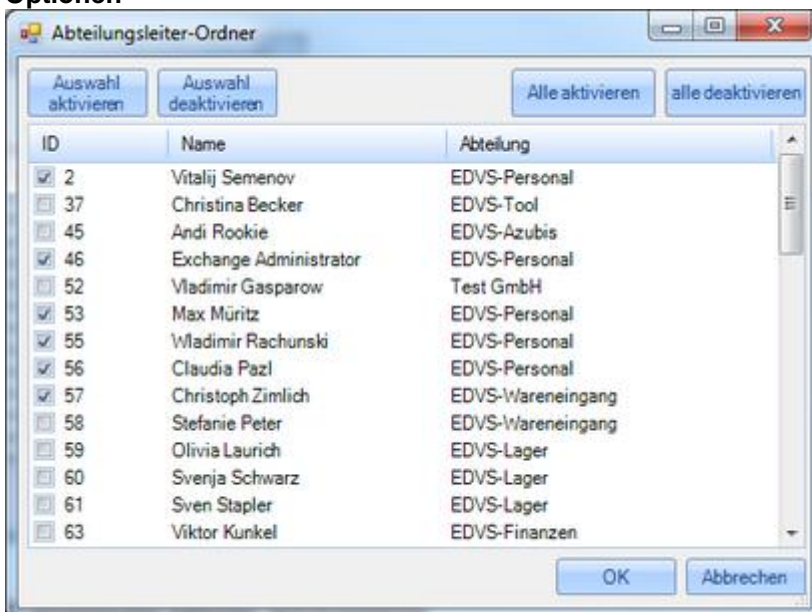 Optionen
Abteilungsleiter-Ordner
Auswahl aktivieren
Auswahl deaktivieren
Alle aktivieren
alle deaktivieren
ID Name Abteilung
2 Vitalij Semenov EDVS-Personal
37 Christina Becker EDVS-Tool
45 Andi Rookie EDVS-Azubis
46 Exchange Administrator EDVS-Personal
52 Vladimir Gasparow Test GmbH
53 Max Müritz EDVS-Personal
55 Wladimir Rachunski EDVS-Personal
56 Claudia Pazl EDVS-Personal
57 Christoph Zimlich EDVS-Wareneingang
58 Stefanie Peter EDVS-Wareneingang
59 Olivia Laurich EDVS-Lager
60 Svenja Schwarz EDVS-Lager
61 Sven Stapler EDVS-Lager
63 Viktor Kunkel EDVS-Finanzen
OK Abbrechen